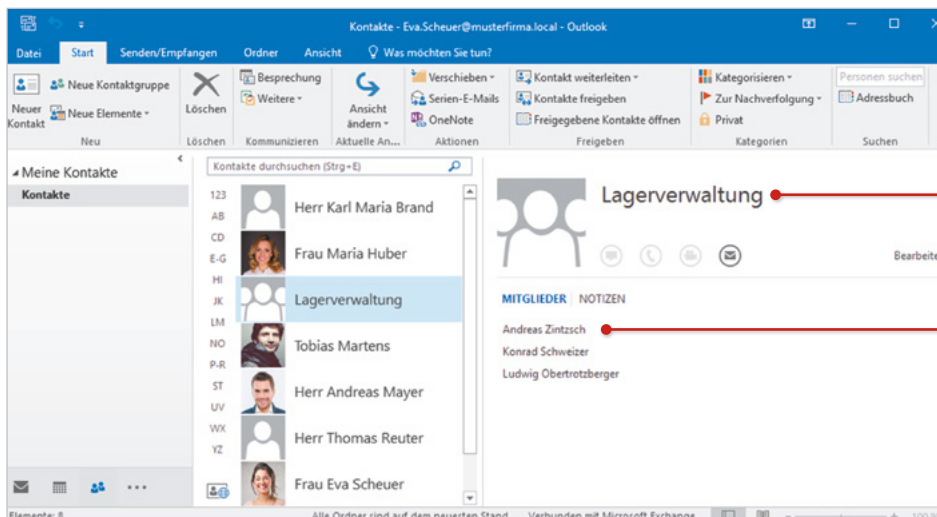 Kontakte - Eva.Scheuer@musterfirma.local - Outlook
Datei Start Senden/Empfangen Ordner Ansicht Was möchten Sie tun?
Neuer Kontakt
Neue Kontaktgruppe
Neue Elemente
Neu
Löschen
Löschen
Besprechung
Weitere
Kommunizieren
Ansicht ändern
Aktuelle An...
Verschieben
Serien-E-Mails
OneNote
Aktionen
Kontakt weiterleiten
Kontakte freigeben
Freigegebene Kontakte öffnen
Freigeben
Kategorisieren
Zur Nachverfolgung
Privat
Kategorien
Personen suchen
Adressbuch
Suchen
Meine Kontakte
Kontakte
Kontakte durchsuchen (Strg+E)
123
AB
CD
E-G
HI
JK
LM
NO
P-R
ST
UV
WX
YZ
Herr Karl Maria Brand
Frau Maria Huber
Lagerverwaltung
Tobias Martens
Herr Andreas Mayer
Herr Thomas Reuter
Frau Eva Scheuer
Lagerverwaltung
Bearbeite
MITGLIEDER NOTIZEN
Andreas Zintzsch
Konrad Schweizer
Ludwig Obertrotzberger
Elemente: 8 Alle Ordner sind auf dem neuesten Stand. Verbunden mit Microsoft Exchange 100 %